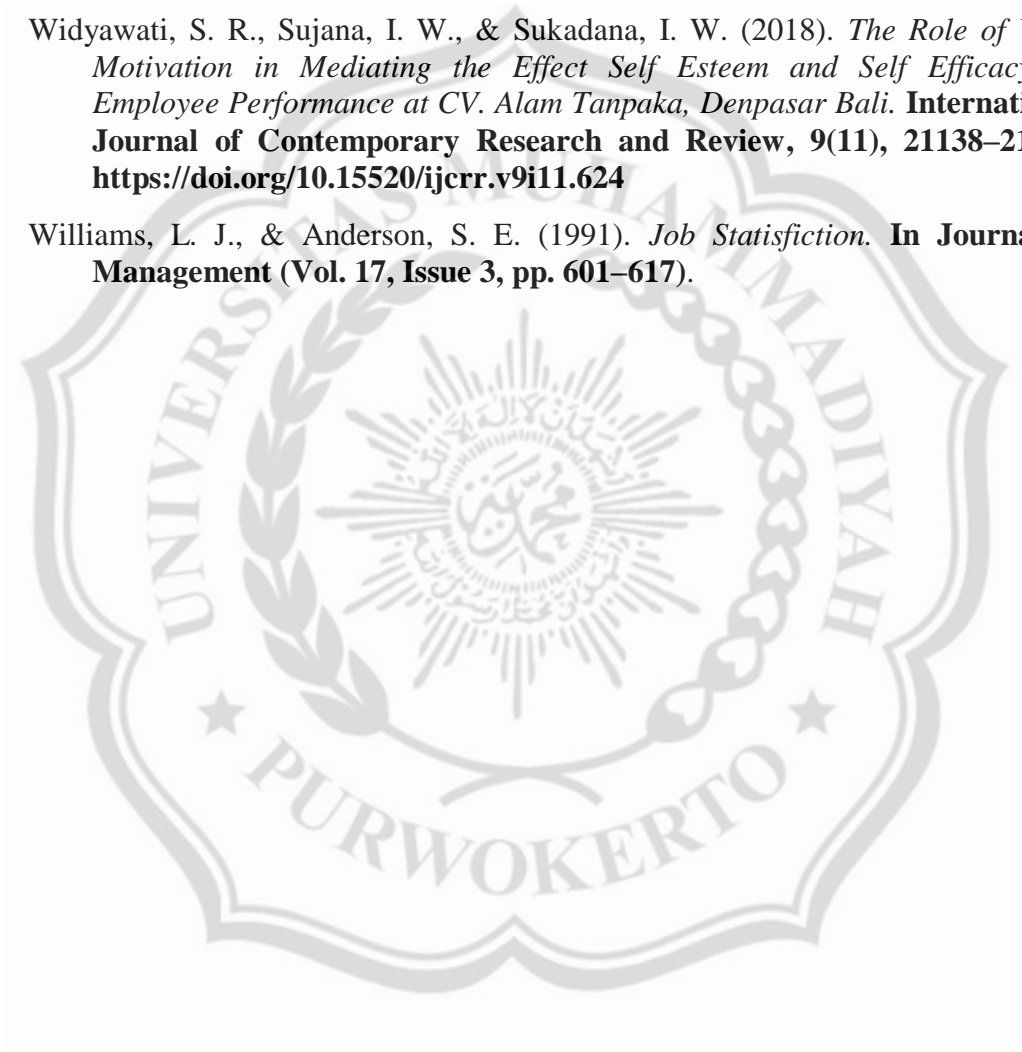 Widyawati, S. R., Sujana, I. W., & Sukadana, I. W. (2018). The Role of
Motivation in Mediating the Effect Self Esteem and Self Efficacy
Employee Performance at CV. Alam Tanpaka, Denpasar Bali. Internati
Journal of Contemporary Research and Review, 9(11), 21138–21
https://doi.org/10.15520/ijcrr.v9i11.624
Williams, L. J., & Anderson, S. E. (1991). Job Statisfiction. In Journa
Management (Vol. 17, Issue 3, pp. 601–617).
UNIVERSITAS MUHAMMADIYAH
PURWOKERTO